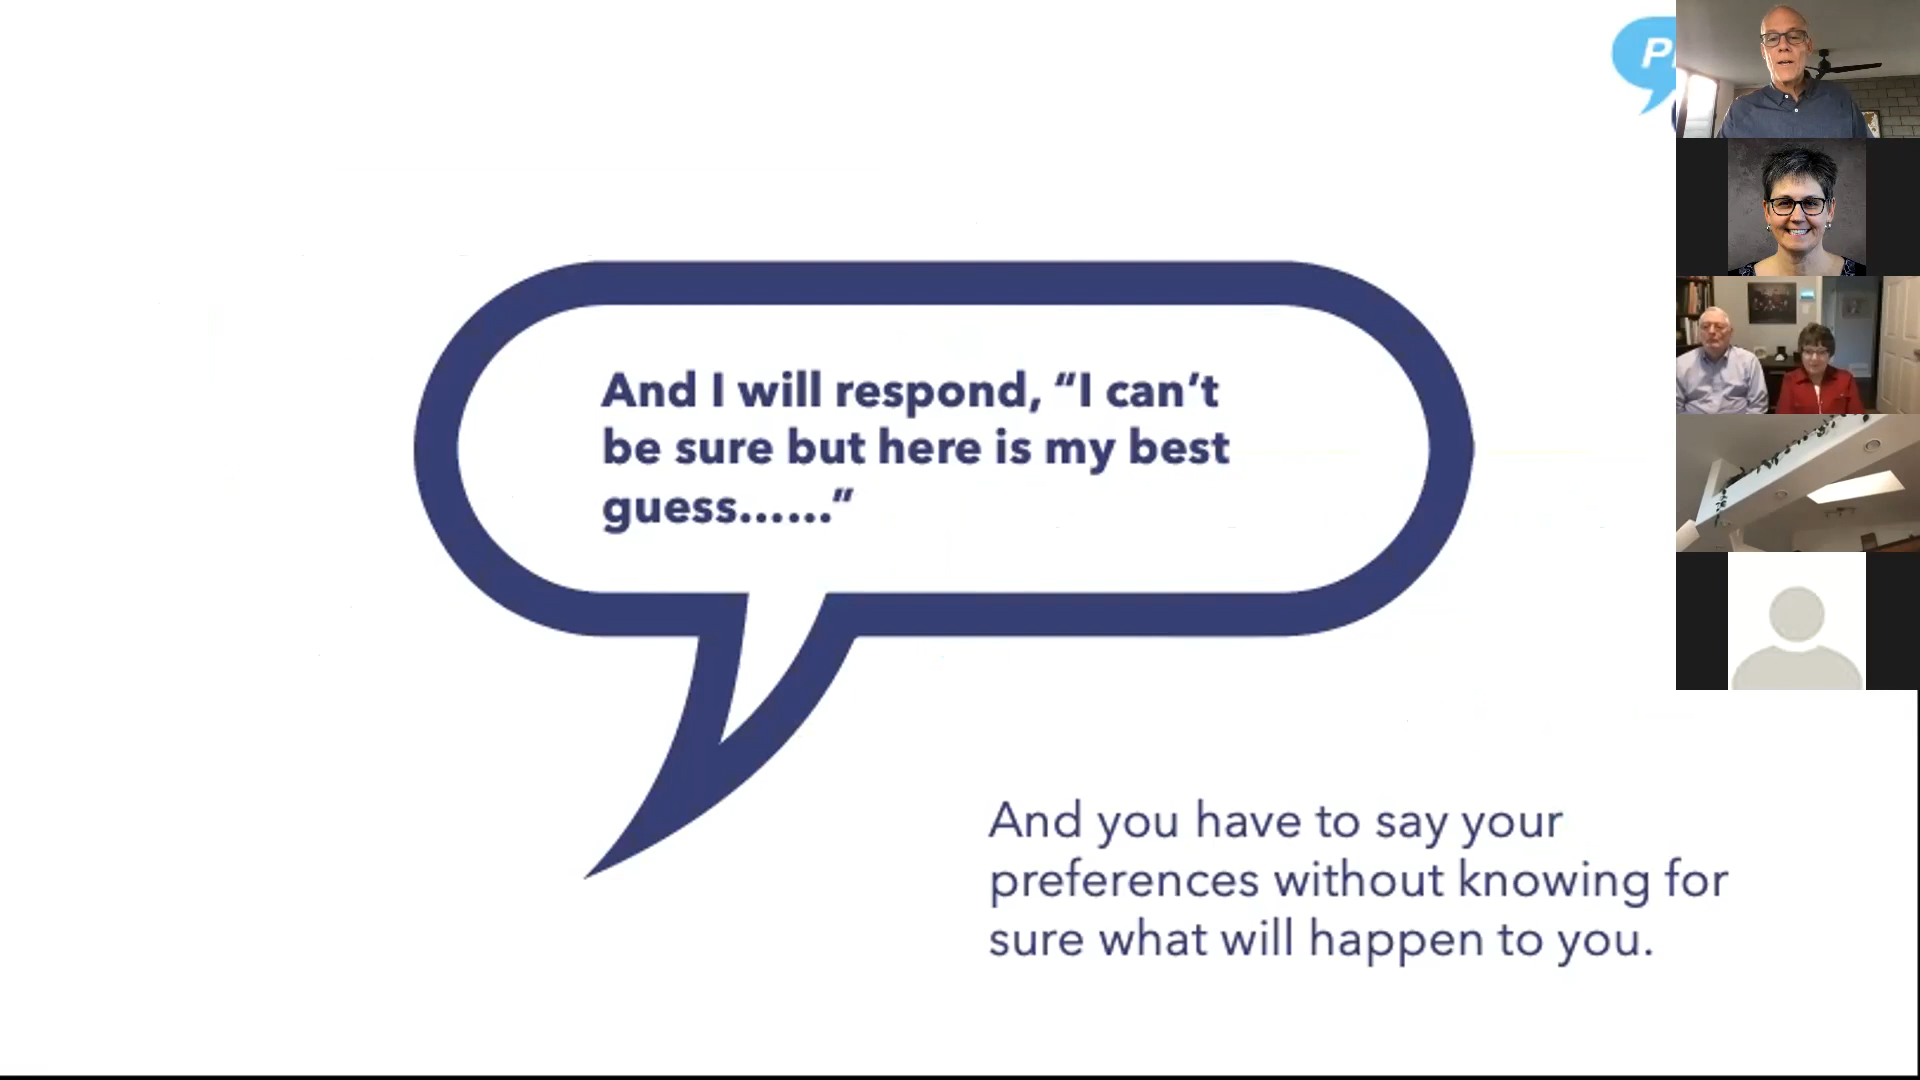 And I will respond, “I can’t
be sure but here is my best
guess......”
And you have to say your
preferences without knowing for
sure what will happen to you.